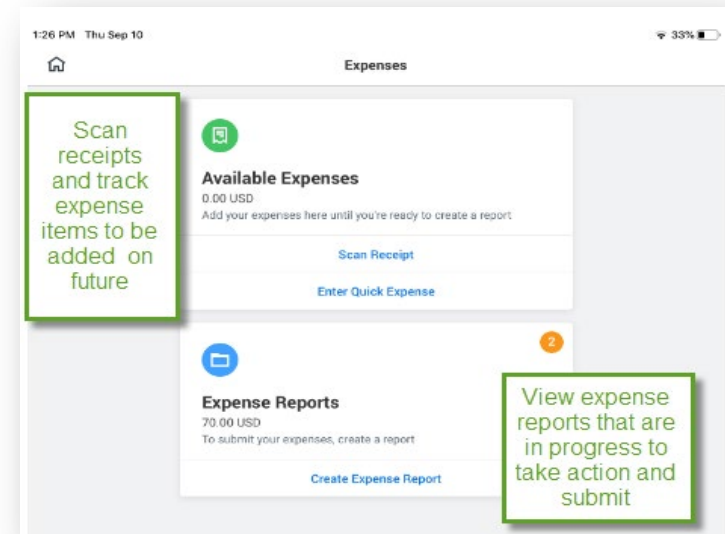 1:26 PM Thu Sep 10
33%
Expenses
Scan
receipts
and track
expense
items to be
added on
future
Available Expenses
0.00 USD
Add your expenses here until you're ready to create a report
Scan Receipt
Enter Quick Expense
2
Expense Reports
70.00 USD
To submit your expenses, create a report
Create Expense Report
View expense
reports that are
in progress to
take action and
submit